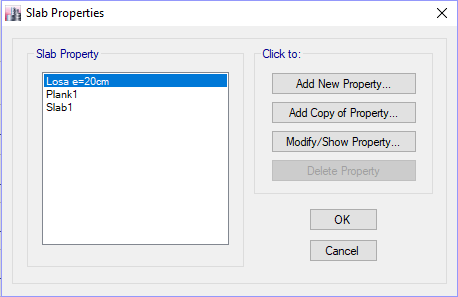 Slab Properties
Slab Property
Losa e=20cm
Plank1
Slab1
Click to:
Add New Property...
Add Copy of Property...
Modify/Show Property...
Delete Property
OK
Cancel